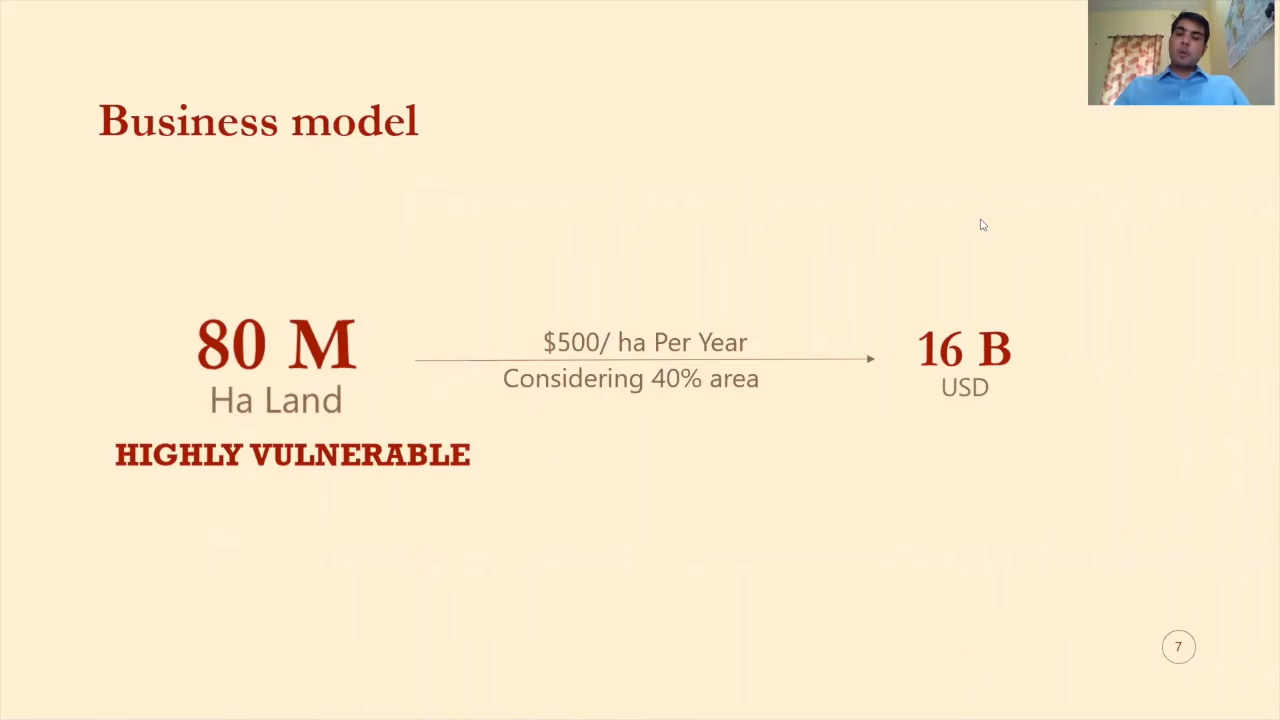 Business model
80 M
Ha Land
HIGHLY VULNERABLE
$500/ ha Per Year
Considering 40% area
16 B
USD
7